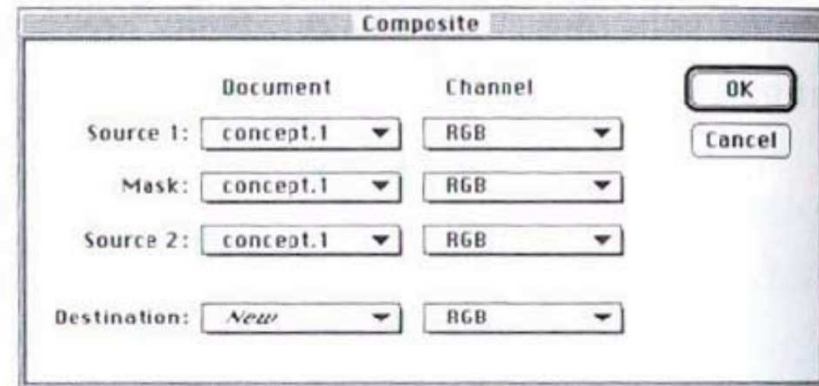 Composite
Document Channel OK
Source 1: concept.1 RGB Cancel
Mask: concept.1 RGB
Source 2: concept.1 RGB
Destination: New RGB